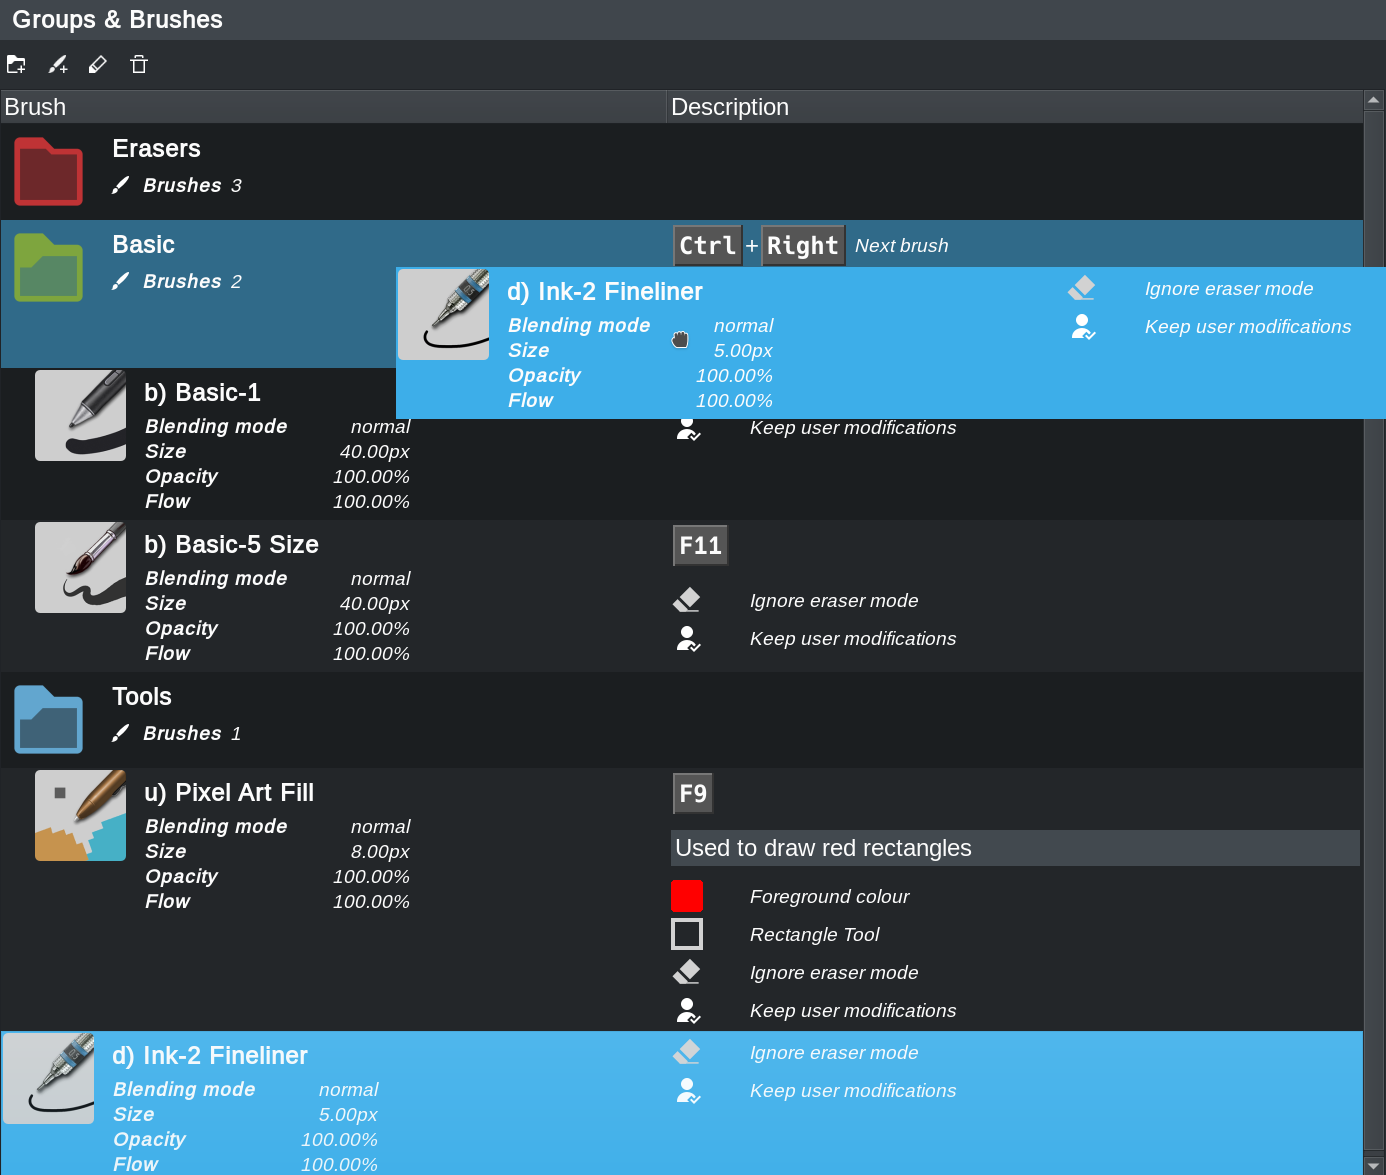 Groups & Brushes
Brush Description
Erasers
Brushes 3
Basic
Brushes 2
Ctrl + Right Next brush
d) Ink-2 Fineliner
Blending mode normal
Size 5.00px
Opacity 100.00%
Flow 100.00%
Ignore eraser mode
Keep user modifications
b) Basic-1
Blending mode normal
Size 40.00px
Opacity 100.00%
Flow 100.00%
Keep user modifications
b) Basic-5 Size
Blending mode normal
Size 40.00px
Opacity 100.00%
Flow 100.00%
F11
Ignore eraser mode
Keep user modifications
Tools
Brushes 1
u) Pixel Art Fill
Blending mode normal
Size 8.00px
Opacity 100.00%
Flow 100.00%
F9
Used to draw red rectangles
Foreground colour
Rectangle Tool
Ignore eraser mode
Keep user modifications
d) Ink-2 Fineliner
Blending mode normal
Size 5.00px
Opacity 100.00%
Flow 100.00%
Ignore eraser mode
Keep user modifications